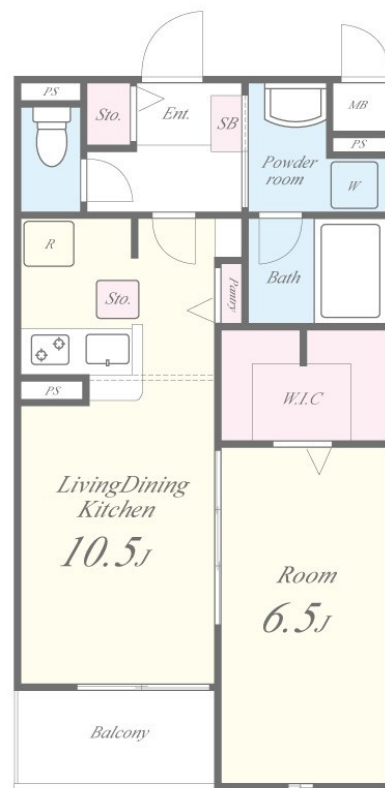 PS
Sto.
Ent.
SB
MB
PS
Powder
room
W
R
Sto.
Pantry
Bath
PS
W.I.C
LivingDining
Kitchen
10.5J
Room
6.5J
Balcony